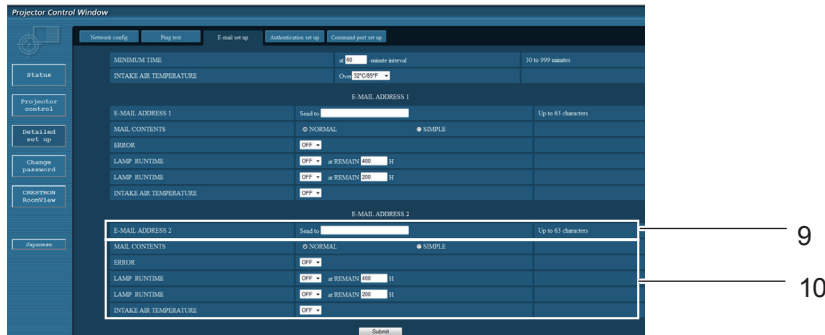 Projector Control Window
Network config Ping test E-mail set up Authentication set up Command port set up
MINIMUM TIME at 60 minute interval 30 to 999 minutes
INTAKE AIR TEMPERATURE Over 32°C/89°F
E-MAIL ADDRESS 1
E-MAIL ADDRESS 1 Send to Up to 63 characters
MAIL CONTENTS NORMAL SIMPLE
ERROR OFF
LAMP RUNTIME OFF at REMAIN 400 H
LAMP RUNTIME OFF at REMAIN 200 H
INTAKE AIR TEMPERATURE OFF
E-MAIL ADDRESS 2
E-MAIL ADDRESS 2 Send to Up to 63 characters
MAIL CONTENTS NORMAL SIMPLE
ERROR OFF
LAMP RUNTIME OFF at REMAIN 400 H
LAMP RUNTIME OFF at REMAIN 200 H
INTAKE AIR TEMPERATURE OFF
Submit
Status
Projector
control
Detailed
set up
Change
password
CRESTRON
RoomView
Japanese
9
10